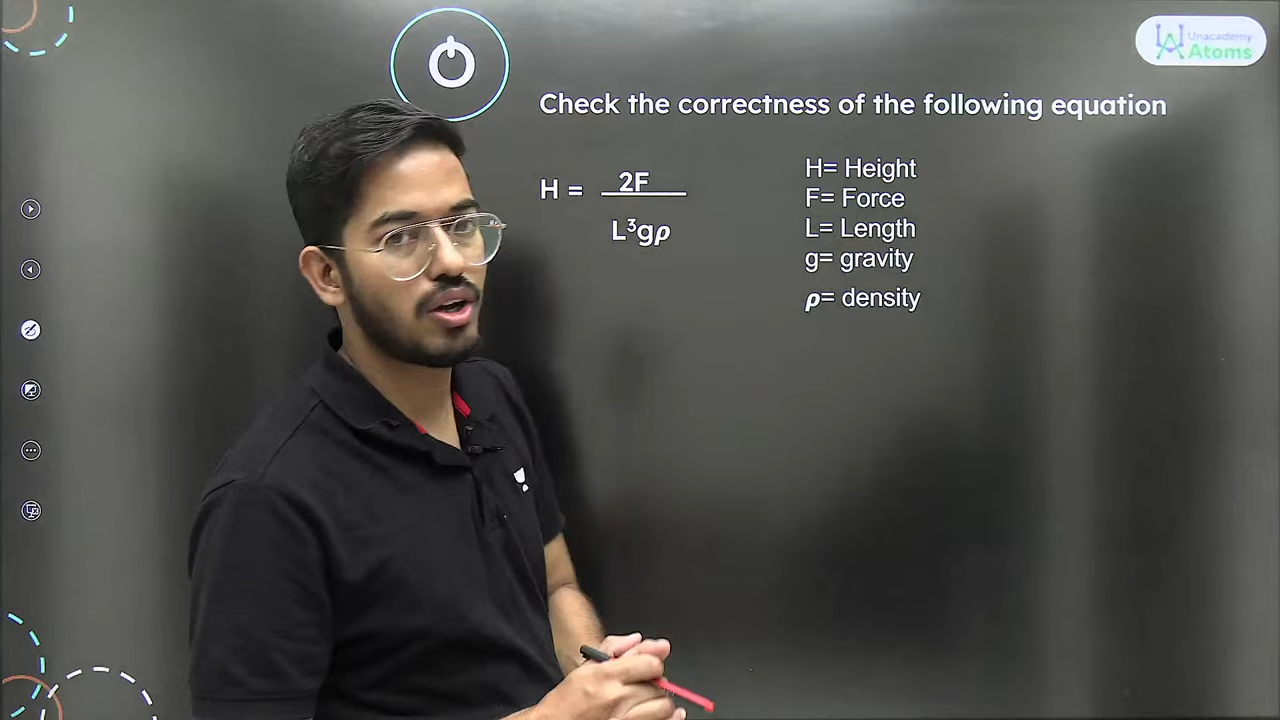 Unacademy
Atoms
Check the correctness of the following equation
H = 2F
L³gρ
H= Height
F= Force
L= Length
g= gravity
ρ= density